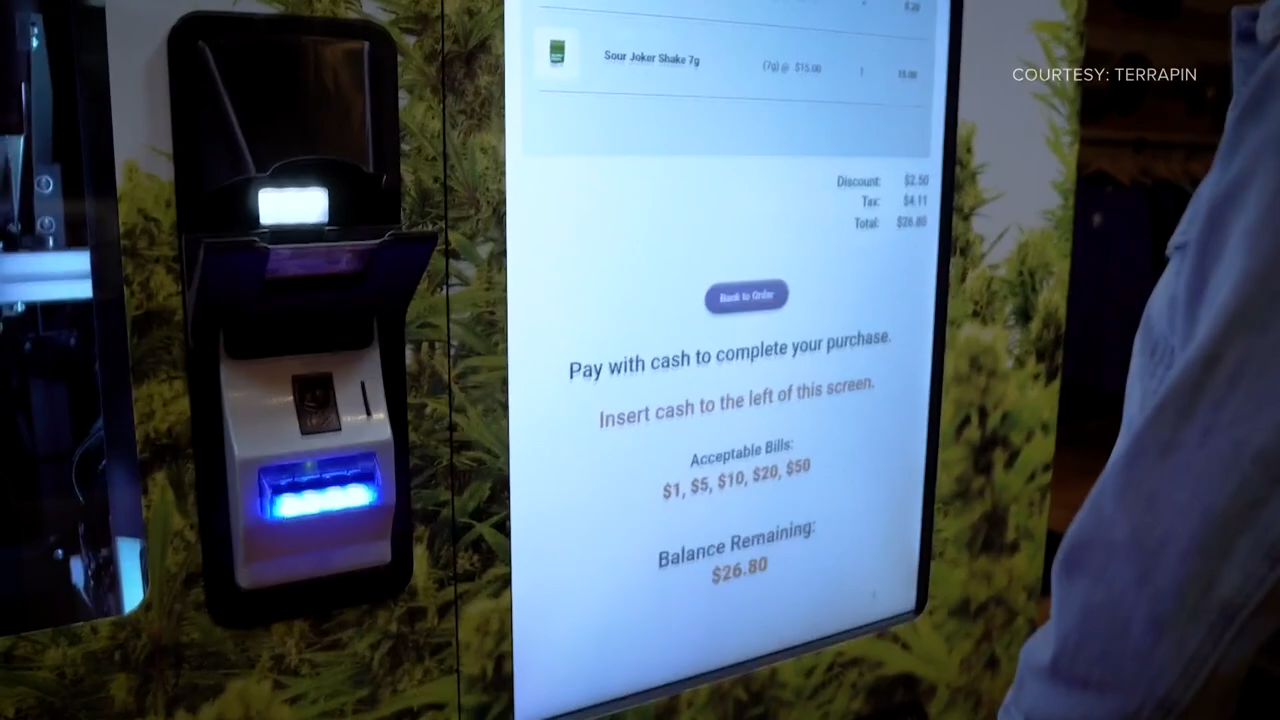 COURTESY: TERRAPIN
Sour Joker Shake 7g (7g) @ $15.00 1 15.00
Discount: $2.50
Tax: $4.11
Total: $26.80
Back to Order
Pay with cash to complete your purchase.
Insert cash to the left of this screen.
Acceptable Bills:
$1, $5, $10, $20, $50
Balance Remaining:
$26.80